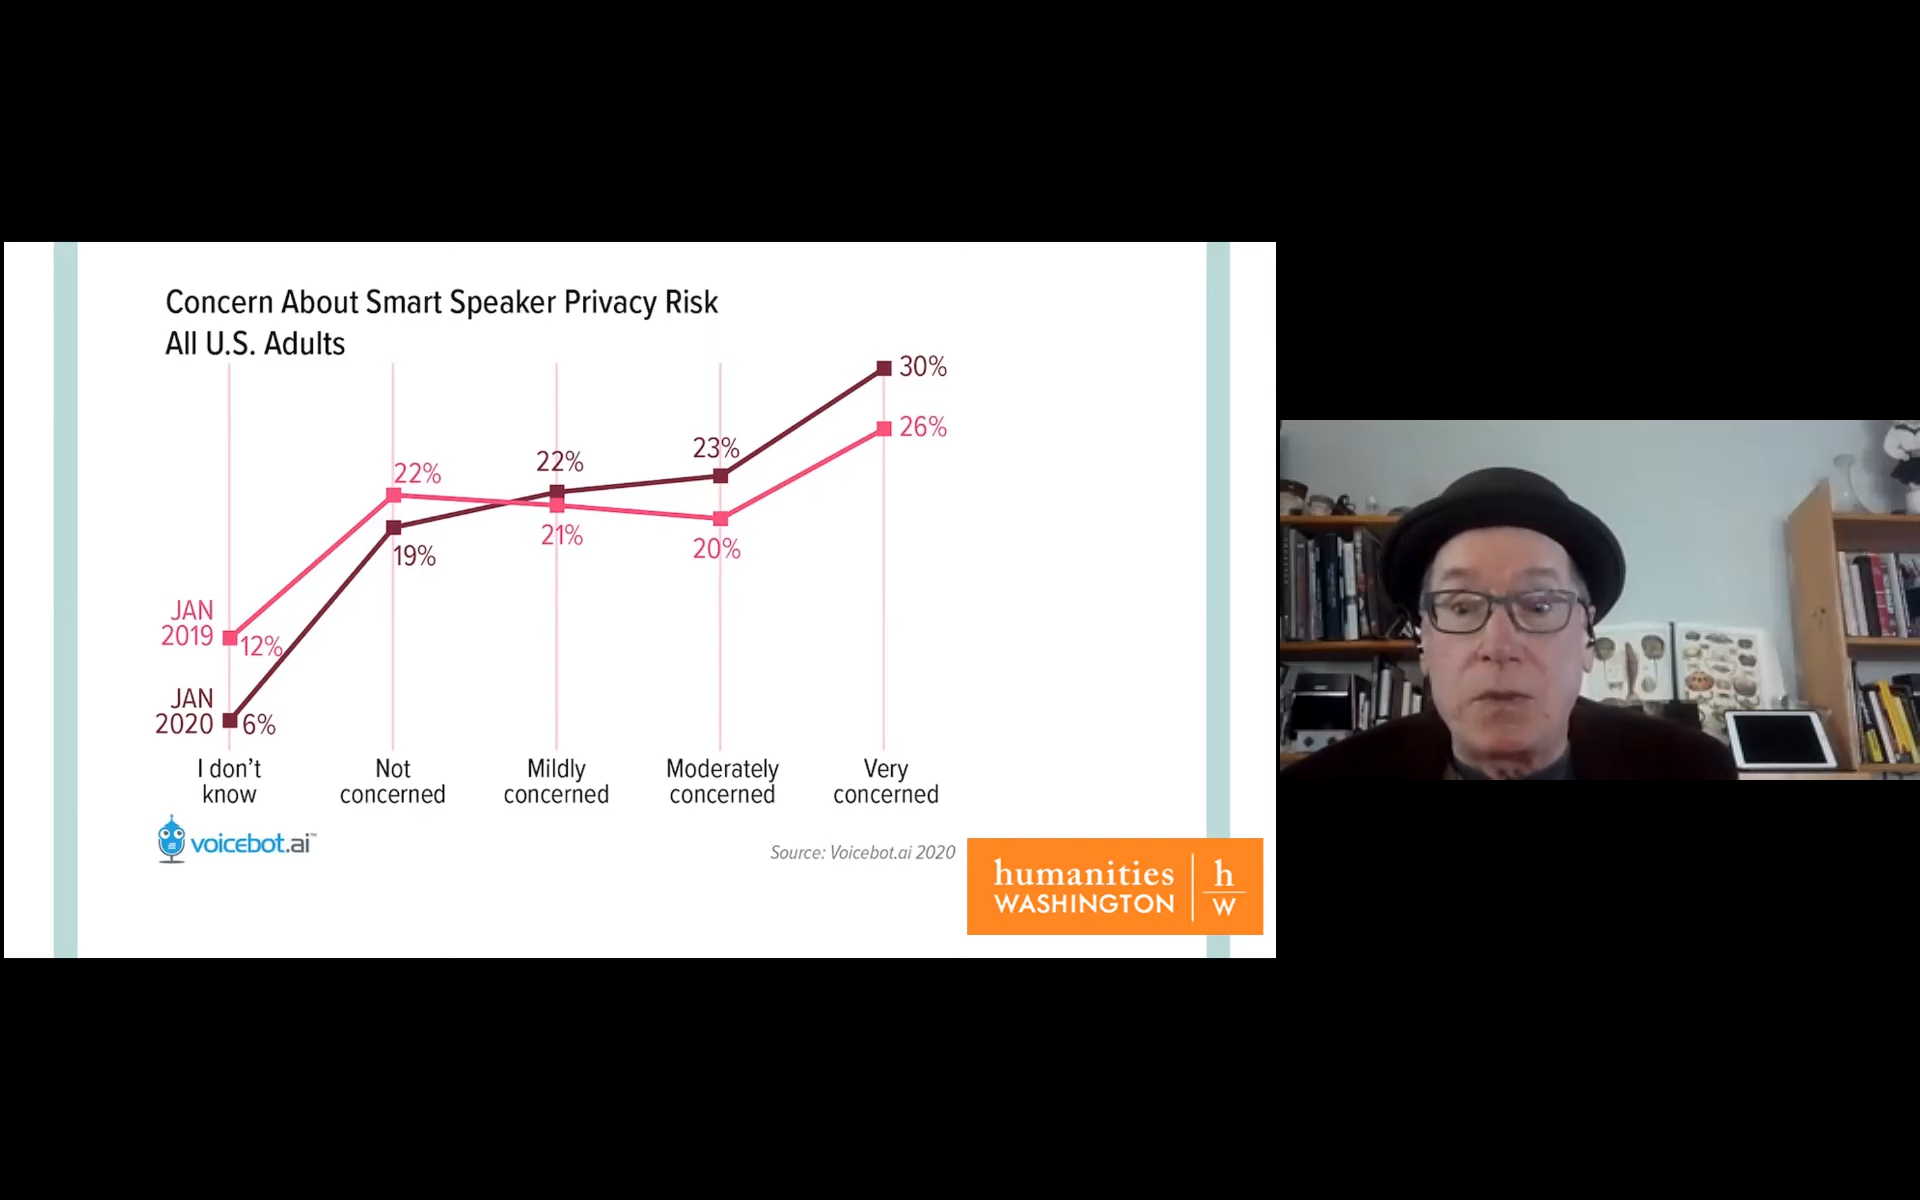 Concern About Smart Speaker Privacy Risk
All U.S. Adults
30%
26%
23%
22%
22%
21%
20%
19%
JAN
2019
12%
JAN
2020
6%
I don't
know
Not
concerned
Mildly
concerned
Moderately
concerned
Very
concerned
voicebot.ai™
Source: Voicebot.ai 2020
humanities
WASHINGTON
h
w